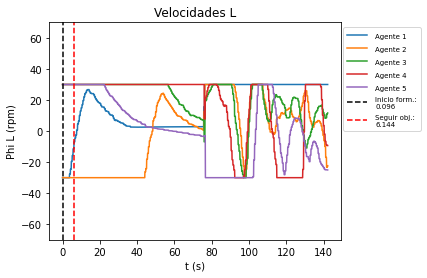 Velocidades L
Phi L (rpm)
60
40
20
0
−20
−40
−60
0
20
40
60
80
100
120
140
t (s)
Agente 1
Agente 2
Agente 3
Agente 4
Agente 5
Inicio form.:
0.096
Seguir obj.:
6.144